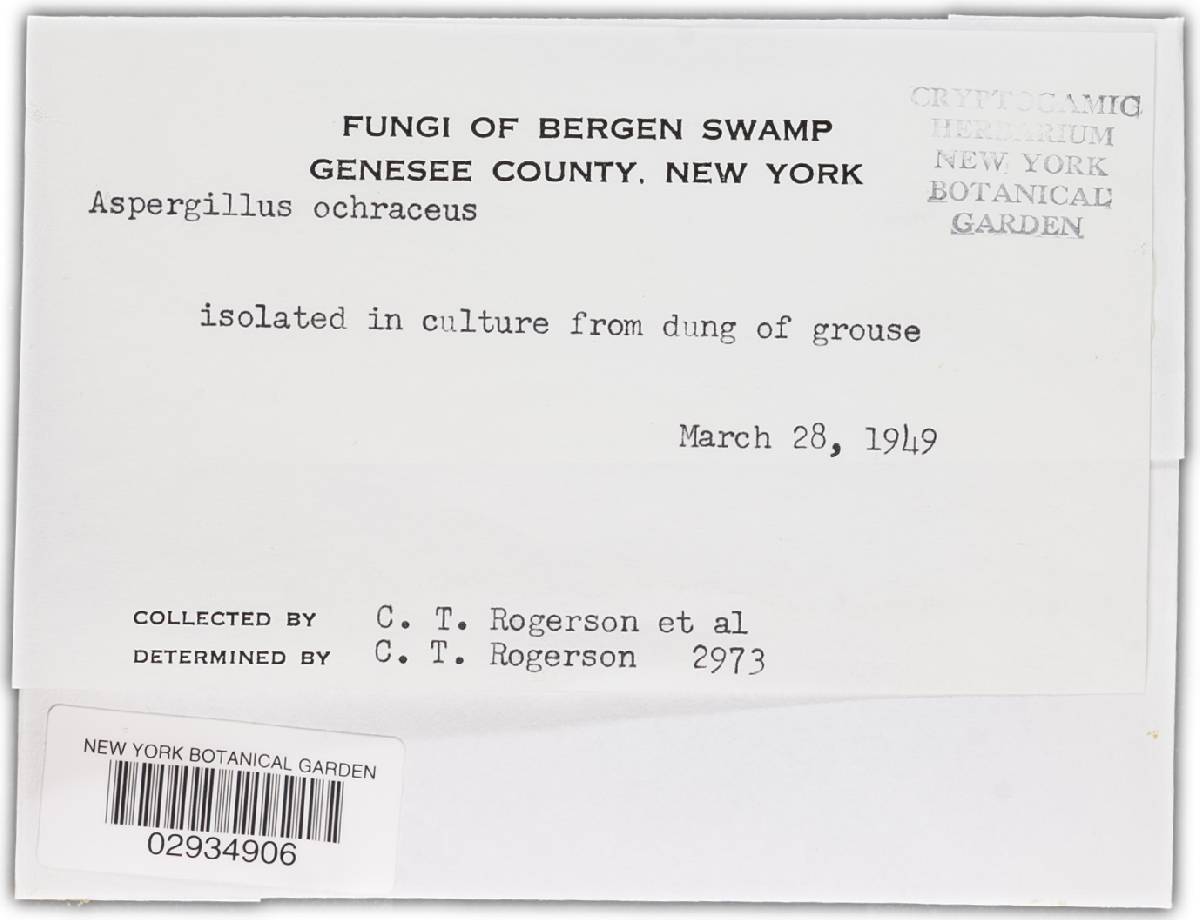 FUNGI OF BERGEN SWAMP
GENESEE COUNTY, NEW YORK
CRYPTOGAMIC
HERBARIUM
NEW YORK
BOTANICAL
GARDEN
Aspergillus ochraceus
isolated in culture from dung of grouse
March 28, 1949
COLLECTED BY C. T. Rogerson et al
DETERMINED BY C. T. Rogerson 2973
NEW YORK BOTANICAL GARDEN
02934906